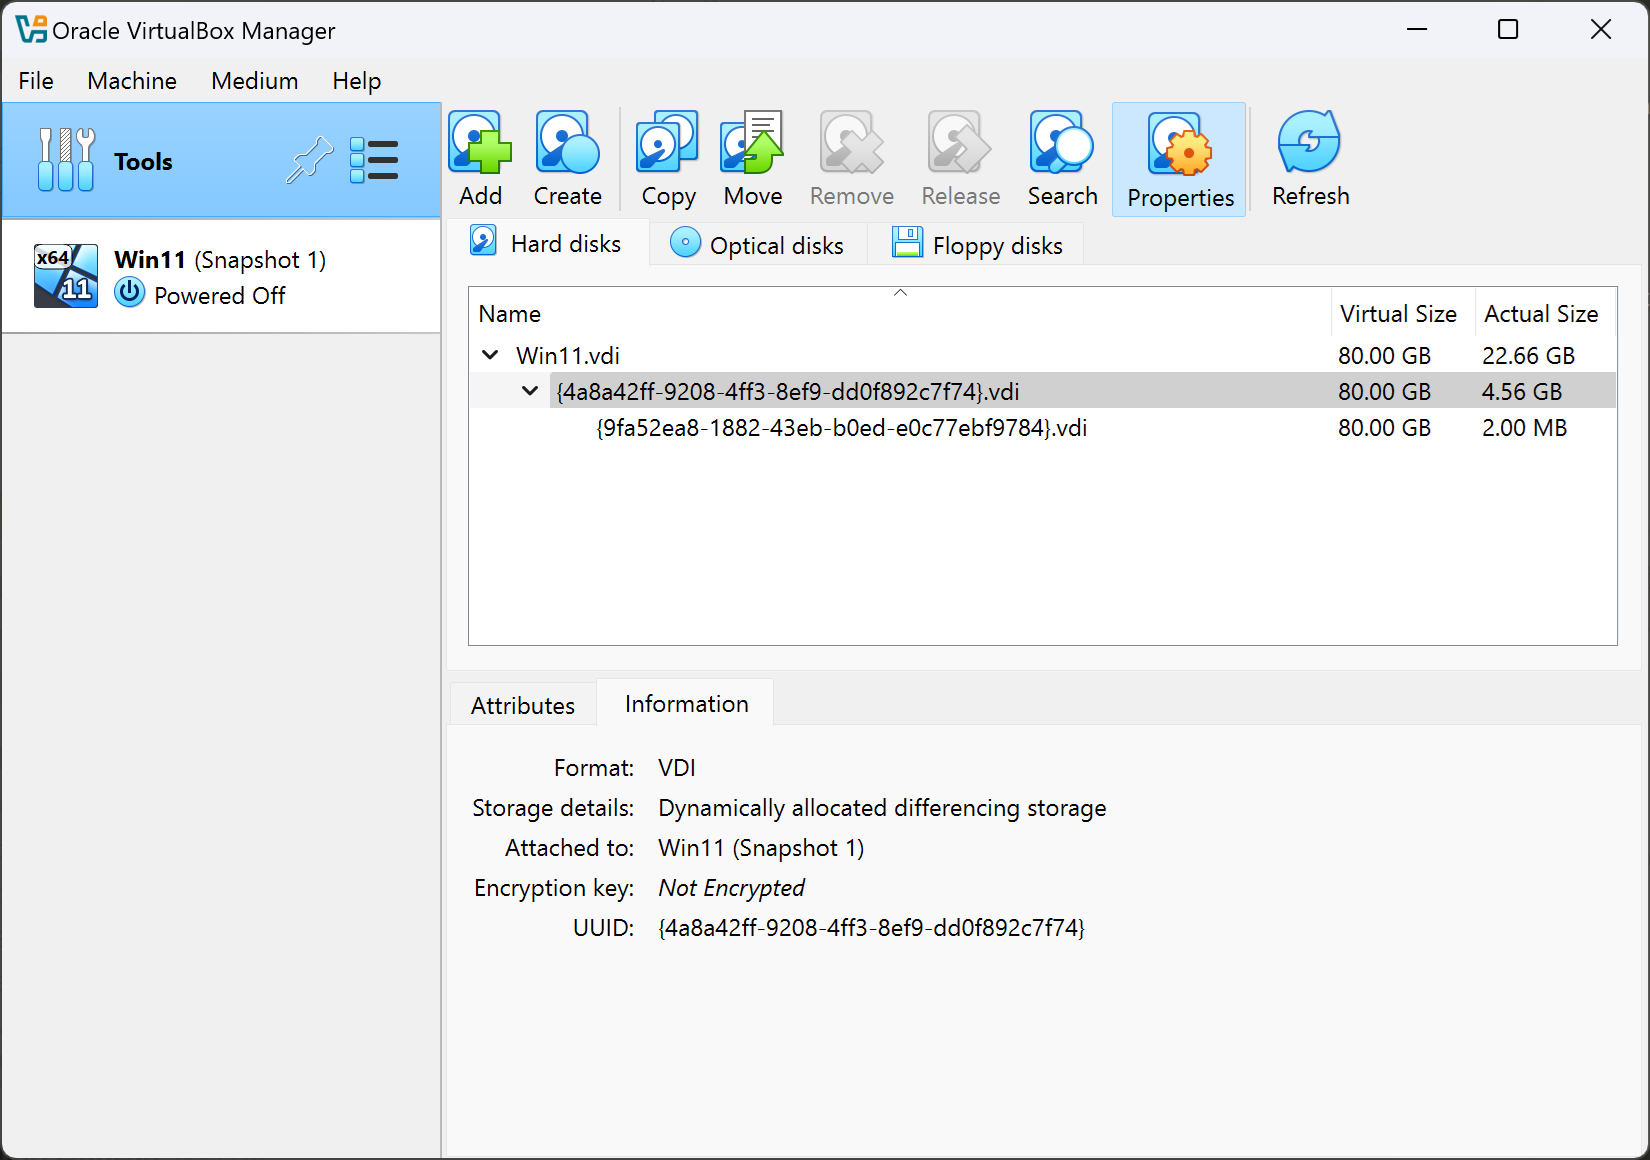 Oracle VirtualBox Manager
File Machine Medium Help
Tools
Add Create Copy Move Remove Release Search Properties Refresh
x64 11
Win11 (Snapshot 1)
Powered Off
Hard disks Optical disks Floppy disks
Name Virtual Size Actual Size
Win11.vdi 80.00 GB 22.66 GB
{4a8a42ff-9208-4ff3-8ef9-dd0f892c7f74}.vdi 80.00 GB 4.56 GB
{9fa52ea8-1882-43eb-b0ed-e0c77ebf9784}.vdi 80.00 GB 2.00 MB
Attributes Information
Format: VDI
Storage details: Dynamically allocated differencing storage
Attached to: Win11 (Snapshot 1)
Encryption key: Not Encrypted
UUID: {4a8a42ff-9208-4ff3-8ef9-dd0f892c7f74}